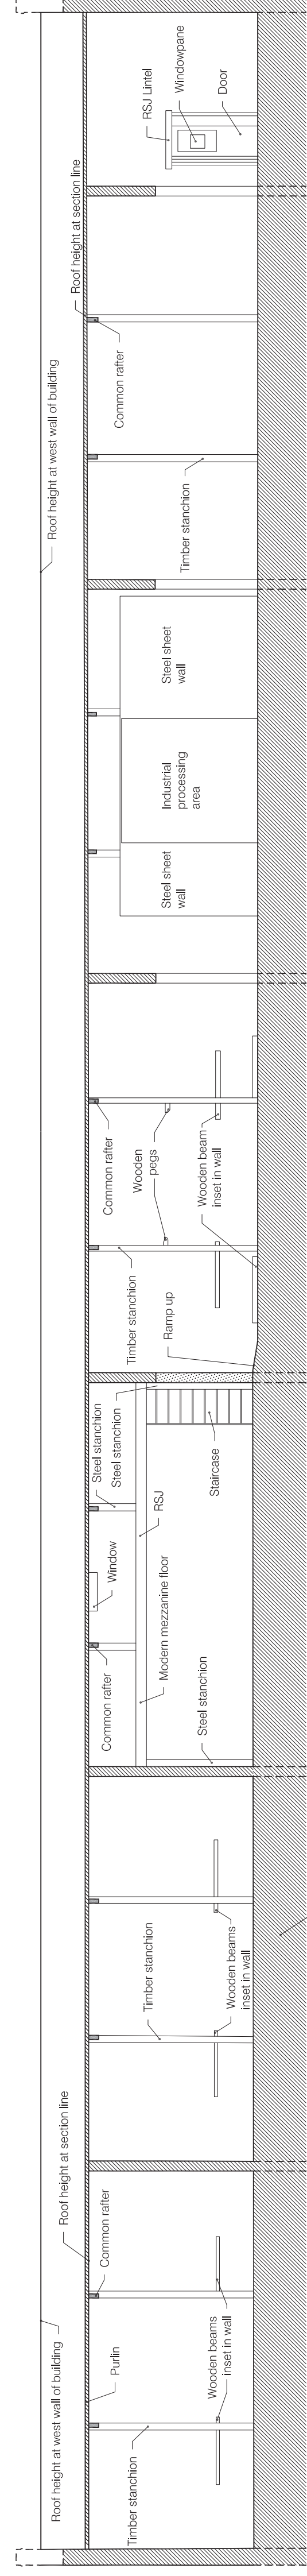 Roof height at west wall of building
Roof height at section line
Purlin
Common rafter
Timber stanchion
Wooden beams
inset in wall
Timber stanchion
Wooden beams
inset in wall
Common rafter
Window
Steel stanchion
Steel stanchion
RSJ
Modern mezzanine floor
Steel stanchion
Staircase
Ramp up
Timber stanchion
Common rafter
Wooden
pegs
Wooden beam
inset in wall
Steel sheet
wall
Industrial
processing
area
Steel sheet
wall
Roof height at west wall of building
Roof height at section line
Timber stanchion
Common rafter
RSJ Lintel
Windowpane
Door